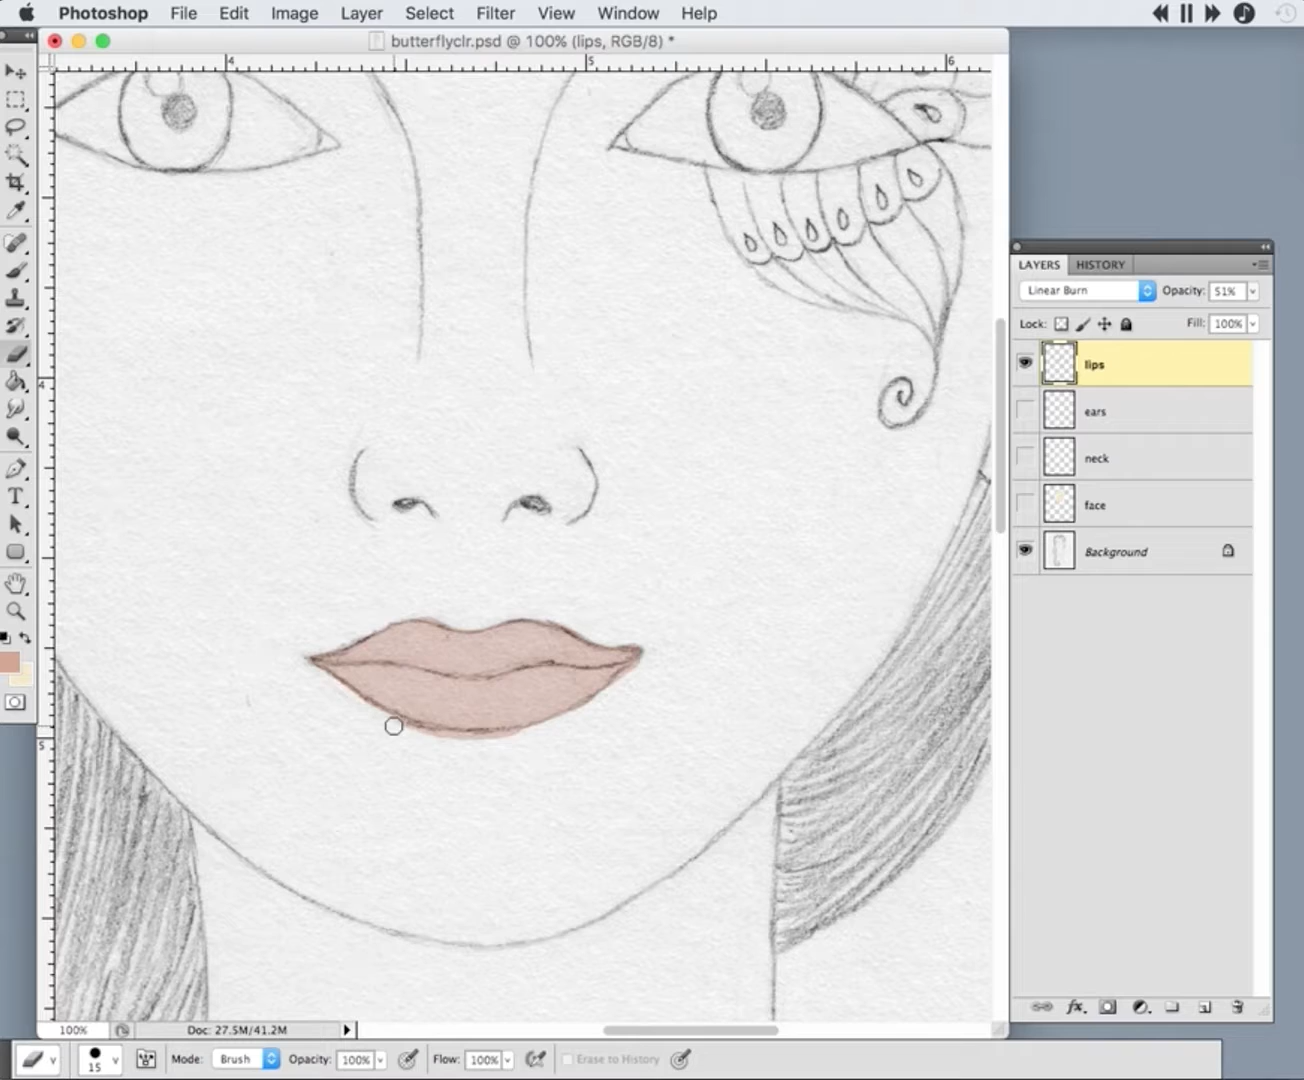 Photoshop File Edit Image Layer Select Filter View Window Help
butterflyclr.psd @ 100% (lips, RGB/8) *
4 5 6
LAYERS HISTORY
Linear Burn Opacity: 51%
Lock: Fill: 100%
lips
ears
4
neck
face
Background
5
100% Doc: 27.5M/41.2M
15 Mode: Brush Opacity: 100% Flow: 100% Erase to History